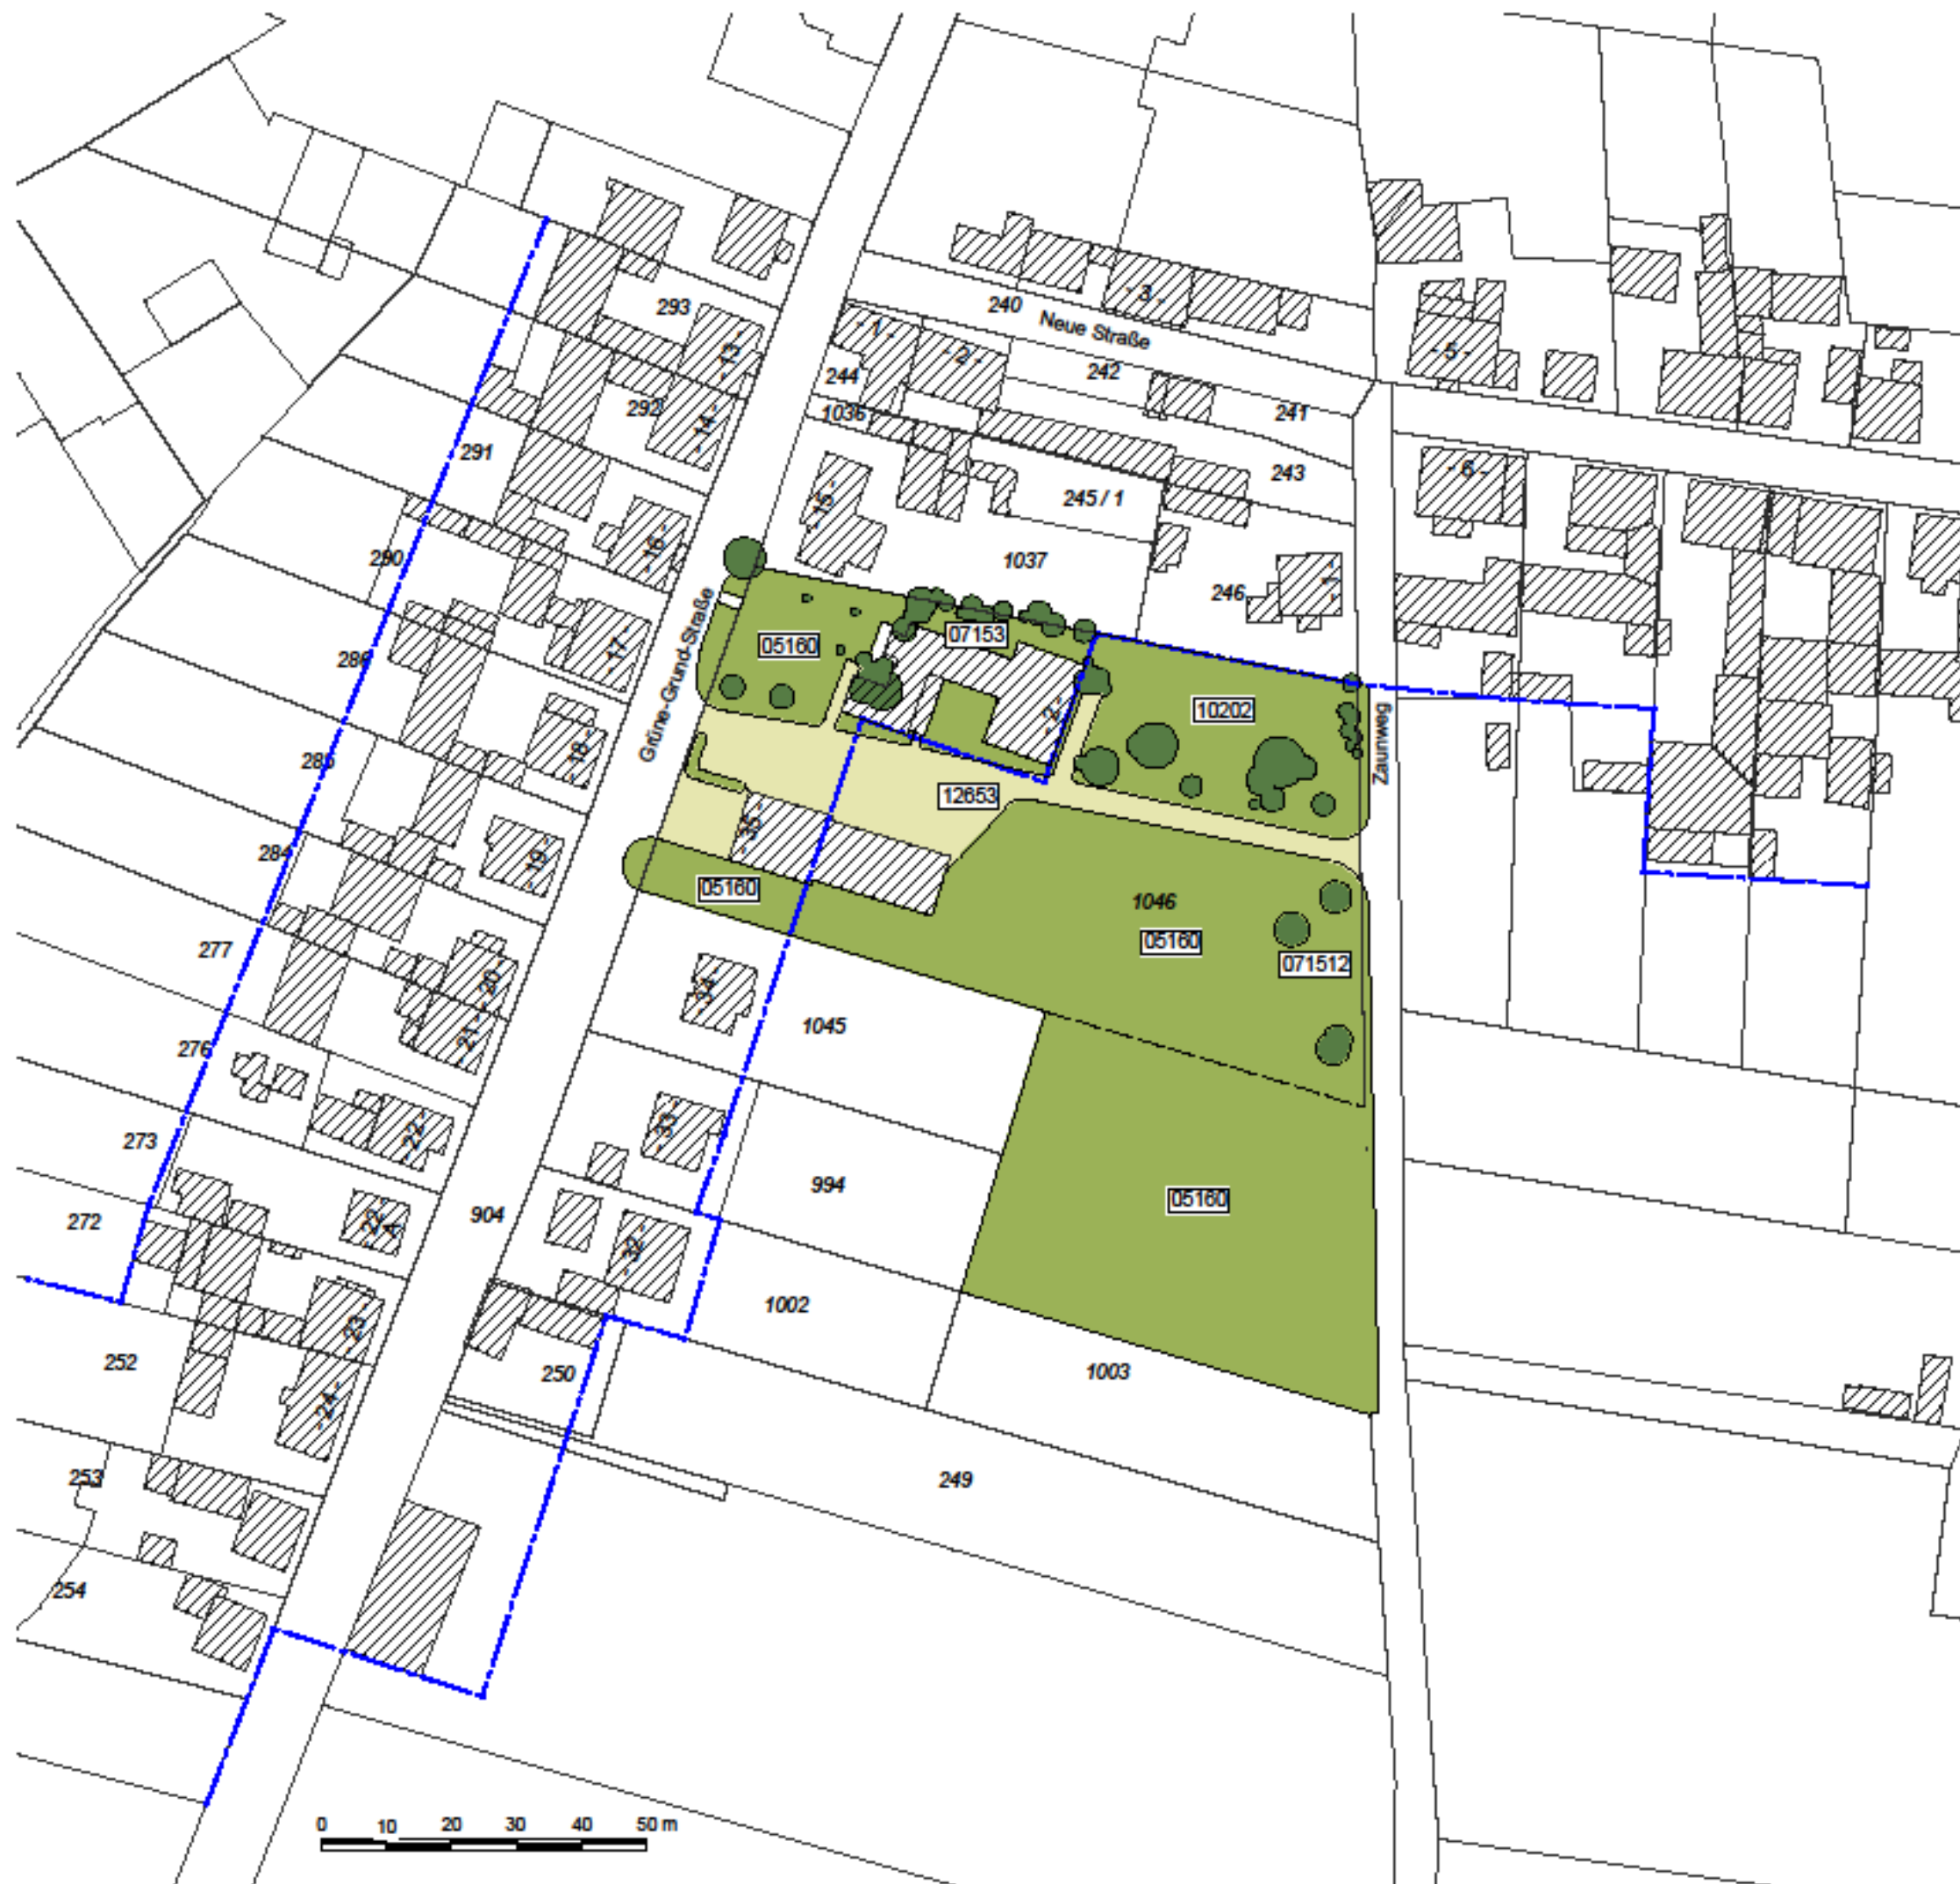 293
- 13 -
292
- 14 -
291
- 16 -
290
- 17 -
286
- 18 -
285
- 19 -
284
- 20 -
277
- 21 -
276
273
- 22 -
272
- 22 A
904
252
- 23 -
- 24 -
253
254
Grüne-Grund-Straße
240
Neue Straße
- 3 -
- 1 -
- 2 -
244
242
241
1036
243
245 / 1
- 15 -
1037
246
- 1 -
- 5 -
- 6 -
05160
07153
- 2 -
10202
Zaunweg
12653
- 35 -
05160
1046
05160
071512
- 34 -
1045
- 33 -
994
05160
- 32 -
1002
250
1003
249
0 10 20 30 40 50 m